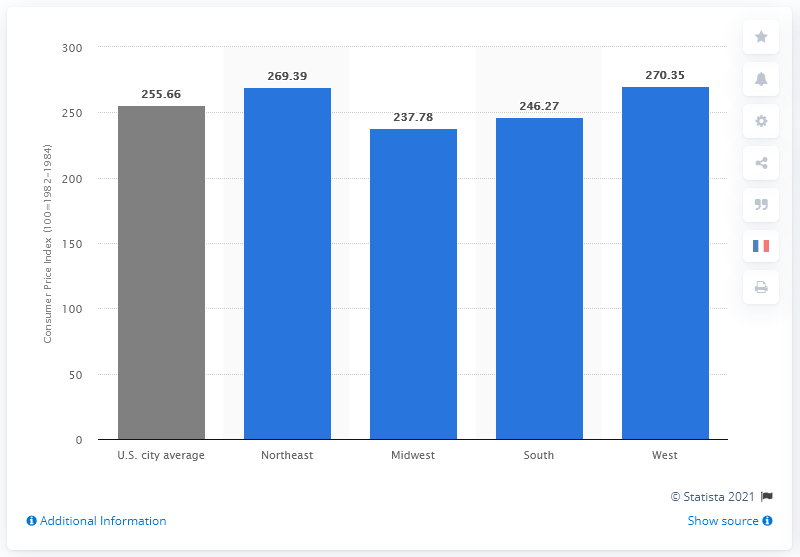 Consumer Price Index (100=1982-1984)
300
250
200
150
100
50
0
255.66
269.39
237.78
246.27
270.35
U.S. city average
Northeast
Midwest
South
West
© Statista 2021
Additional Information
Show source